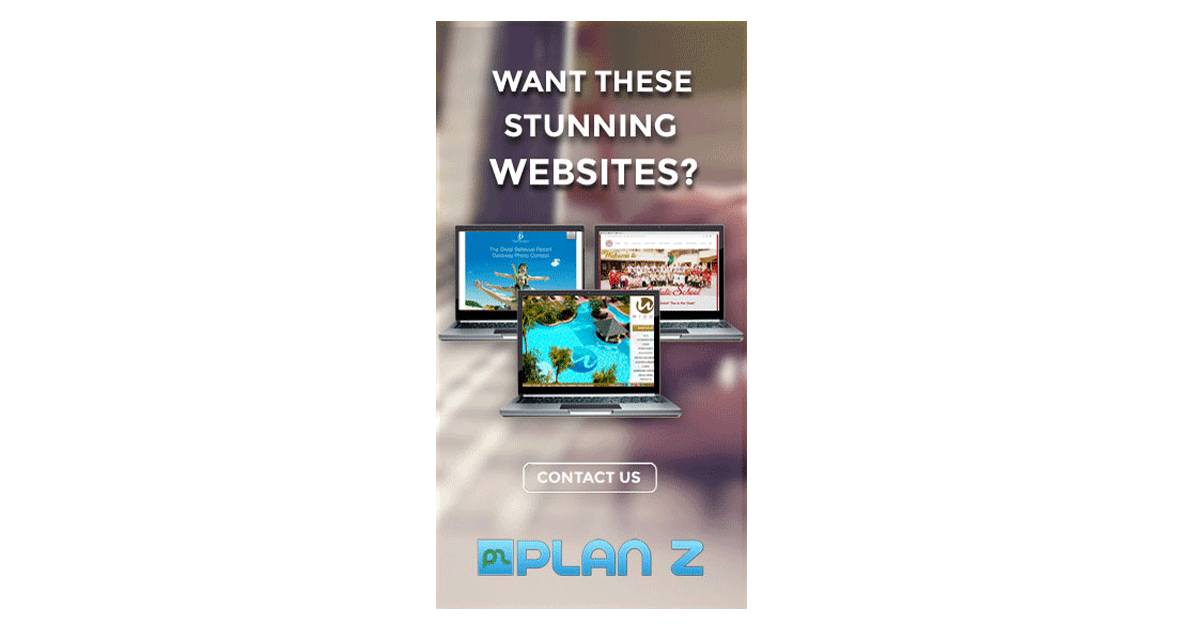 WANT THESE
STUNNING
WEBSITES?
The Great Bellevue Resort
Getaway Photo Contest
Welcome to
School
CONTACT US
PLAN Z